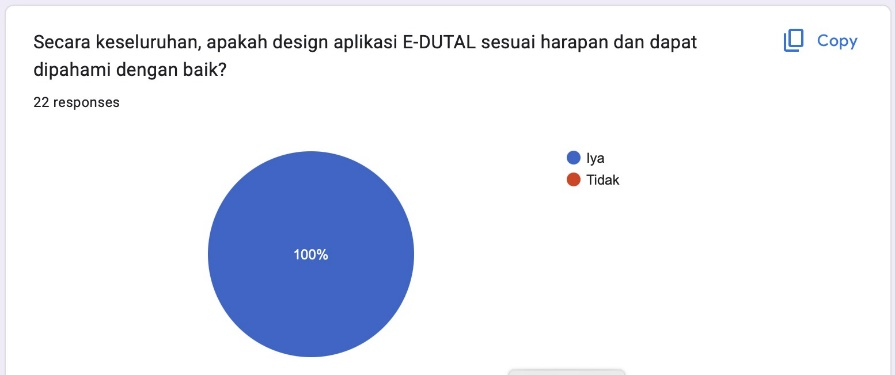 Secara keseluruhan, apakah design aplikasi E-DUTAL sesuai harapan dan dapat
dipahami dengan baik?
Copy
22 responses
Iya
Tidak
100%